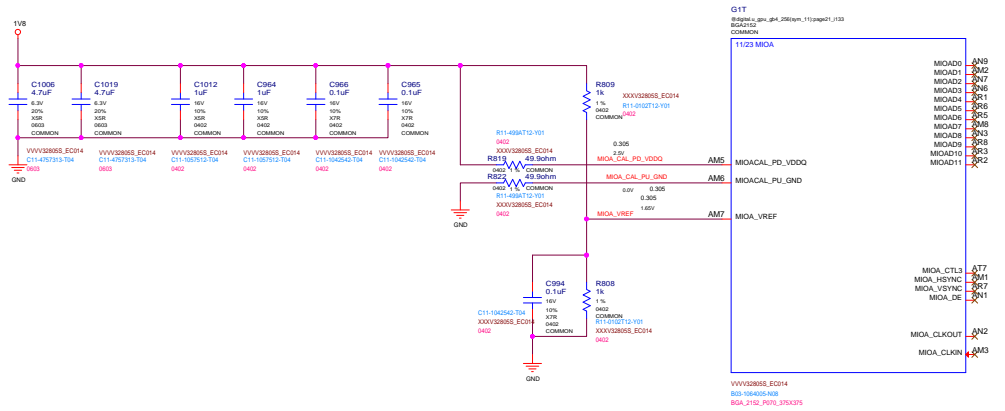 G1T
@digital.u_gpu_gb4_256(sym_11):page21_i133
BGA2152
COMMON
11/23 MIOA
1V8
C1006
4.7uF
6.3V
20%
X5R
0603
COMMON
VVVV32805S_EC014
C11-4757313-T04
0603
GND
C1019
4.7uF
6.3V
20%
X5R
0603
COMMON
VVVV32805S_EC014
C11-4757313-T04
0603
C1012
1uF
16V
10%
X5R
0402
COMMON
VVVV32805S_EC014
C11-1057512-T04
0402
C964
1uF
16V
10%
X5R
0402
COMMON
VVVV32805S_EC014
C11-1057512-T04
0402
C966
0.1uF
16V
10%
X5R
0402
COMMON
VVVV32805S_EC014
C11-1042542-T04
0402
C965
0.1uF
16V
10%
X5R
0402
COMMON
VVVV32805S_EC014
C11-1042542-T04
0402
R809
1k
1 %
0402
COMMON
XXXV32805S_EC014
R11-0102T12-Y01
0402
R11-499AT12-Y01
XXXV32805S_EC014
0402
R819
49.9ohm
0402
1 %
COMMON
R822
49.9ohm
0402
1 %
COMMON
R11-499AT12-Y01
XXXV32805S_EC014
0402
GND
0.305
MIOA_CAL_PD_VDDQ
2.5V
MIOA_CAL_PU_GND
0.0V
0.305
0.305
MIOA_VREF
1.65V
AM5
MIOACAL_PD_VDDQ
AM6
MIOACAL_PU_GND
AM7
MIOA_VREF
C994
0.1uF
16V
10%
X7R
0402
COMMON
C11-1042542-T04
XXXV32805S_EC014
0402
GND
R808
1k
1 %
0402
COMMON
R11-0102T12-Y01
XXXV32805S_EC014
0402
MIOAD0 AN9
MIOAD1 AM2
MIOAD2 AN7
MIOAD3 AN6
MIOAD4 AR1
MIOAD5 AR6
MIOAD6 AR5
MIOAD7 AM8
MIOAD8 AN3
MIOAD9 AR8
MIOAD10 AR3
MIOAD11 AR2
MIOA_CTL3 AT7
MIOA_HSYNC AM1
MIOA_VSYNC AR7
MIOA_DE AN1
MIOA_CLKOUT AN2
MIOA_CLKIN AM3
VVVV32805S_EC014
B03-1064005-N08
BGA_2152_P070_375X375